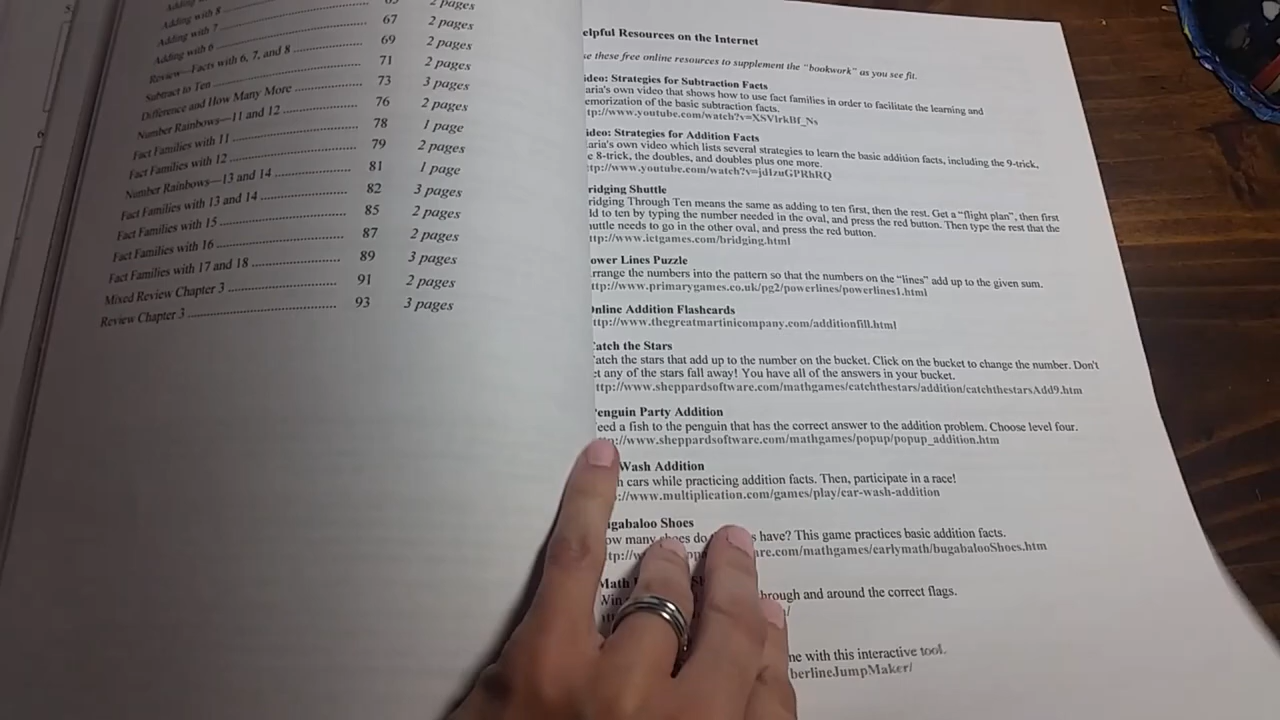 Adding with 8 65 2 pages
Adding with 7 67 2 pages
Adding with 6 69 2 pages
Review—Facts with 6, 7, and 8 71 2 pages
Subtract to Ten 73 3 pages
Difference and How Many More 76 2 pages
Number Rainbows—11 and 12 78 1 page
Fact Families with 11 79 2 pages
Fact Families with 12 81 1 page
Number Rainbows—13 and 14 82 3 pages
Fact Families with 13 and 14 85 2 pages
Fact Families with 15 87 2 pages
Fact Families with 16 89 3 pages
Fact Families with 17 and 18 91 2 pages
Mixed Review Chapter 3 93 3 pages
Review Chapter 3
elpful Resources on the Internet
se these free online resources to supplement the "bookwork" as you see fit.
ideo: Strategies for Subtraction Facts
aria's own video that shows how to use fact families in order to facilitate the learning and
emorization of the basic subtraction facts.
tp://www.youtube.com/watch?v=
ideo: Strategies for Addition Facts
aria's own video which lists several strategies to learn the basic addition facts, including the 9-trick,
e 8-trick, the doubles, and doubles plus one more.
ttp://www.youtube.com/watch?v=
ridging Shuttle
ridging Through Ten means the same as adding to ten first, then the rest. Get a "flight plan", then first
ld to ten by typing the number needed in the oval, and press the red button. Then type the rest that the
huttle needs to go in the other oval, and press the red button.
ttp://www.ictgames.com/bridging.html
ower Lines Puzzle
rrange the numbers into the pattern so that the numbers on the "lines" add up to the given sum.
ttp://www.primarygames.co.uk/pg2/powerlines/powerlines1.html
Online Addition Flashcards
ttp://www.thegreatmartinicompany.com/additionfill.html
Catch the Stars
Catch the stars that add up to the number on the bucket. Click on the bucket to change the number. Don't
et any of the stars fall away! You have all of the answers in your bucket.
ttp://www.sheppardsoftware.com/mathgames/catchthestars/addition/catchthestarsAdd9.htm
Penguin Party Addition
Feed a fish to the penguin that has the correct answer to the addition problem. Choose level four.
://www.sheppardsoftware.com/mathgames/popup/popup_addition.htm
Wash Addition
h cars while practicing addition facts. Then, participate in a race!
://www.multiplication.com/games/play/car-wash-addition
ugabaloo Shoes
ow many shoes do have? This game practices basic addition facts.
ttp://w are.com/mathgames/earlymath/bugabalooShoes.htm
Math
Win hrough and around the correct flags.
ne with this interactive tool.
berlineJumpMaker/